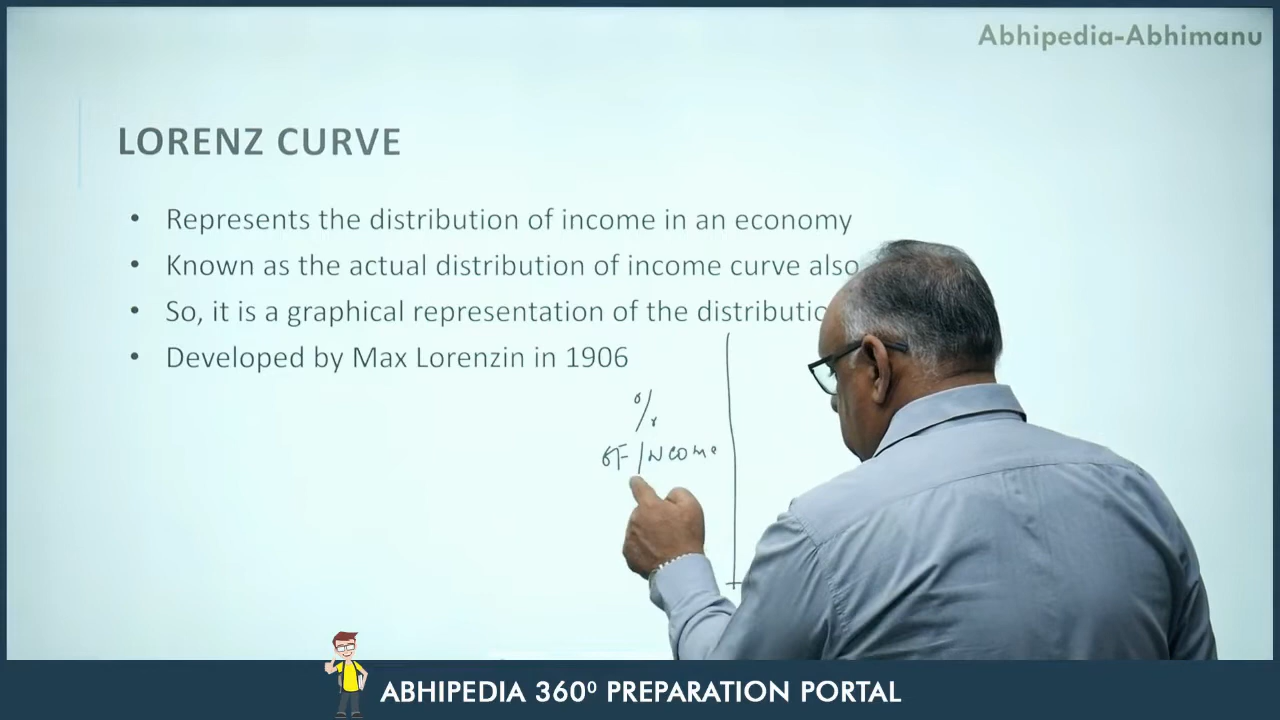 Abhipedia-Abhimanu
LORENZ CURVE
• Represents the distribution of income in an economy
• Known as the actual distribution of income curve also
• So, it is a graphical representation of the distributio
• Developed by Max Lorenzin in 1906
%
OF INCOMe
ABHIPEDIA 360⁰ PREPARATION PORTAL